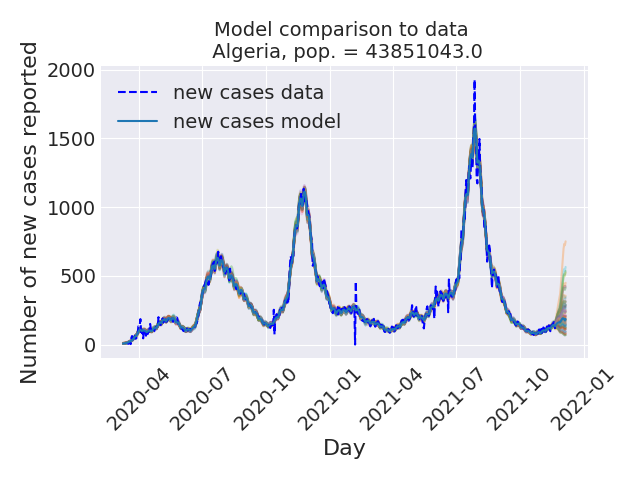 Model comparison to data
Algeria, pop. = 43851043.0
Number of new cases reported
2000
1500
1000
500
0
new cases data
new cases model
2020-04
2020-07
2020-10
2021-01
2021-04
2021-07
2021-10
2022-01
Day